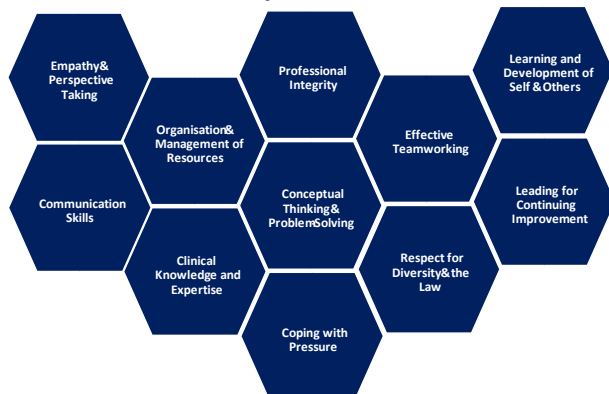 Empathy&
Perspective
Taking
Professional
Integrity
Learning and
Development of
Self & Others
Organisation&
Management of
Resources
Effective
Teamworking
Communication
Skills
Conceptual
Thinking&
ProblemSolving
Leading for
Continuing
Improvement
Clinical
Knowledge and
Expertise
Respect for
Diversity& the
Law
Coping with
Pressure